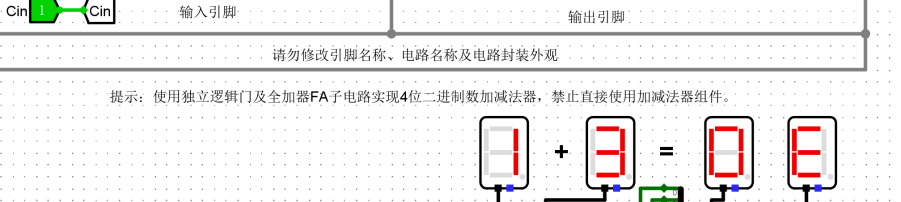 Cin 1 Cin 输入引脚 输出引脚
请勿修改引脚名称、电路名称及电路封装外观
提示：使用独立逻辑门及全加器FA子电路实现4位二进制数加减法器，禁止直接使用加减法器组件。
1 + 3 = 0 E